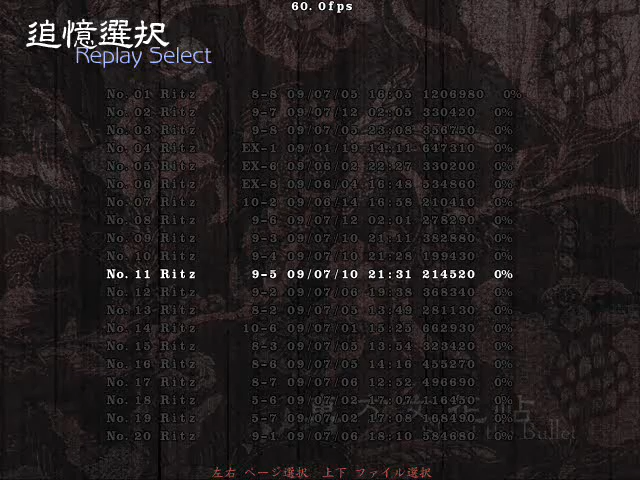 60.0fps
追憶選択
Replay Select
No. 01 Ritz 8-8 09/07/05 16:05 1206980 0%
No. 02 Ritz 9-7 09/07/12 02:05 330420 0%
No. 03 Ritz 9-8 09/07/05 23:08 356750 0%
No. 04 Ritz EX-1 09/01/19 14:11 647310 0%
No. 05 Ritz EX-6 09/06/02 22:27 330200 0%
No. 06 Ritz EX-8 09/06/04 16:48 534860 0%
No. 07 Ritz 10-2 09/06/14 16:58 210410 0%
No. 08 Ritz 9-6 09/07/12 02:01 278290 0%
No. 09 Ritz 9-3 09/07/10 21:11 382880 0%
No. 10 Ritz 9-4 09/07/10 21:28 199430 0%
No. 11 Ritz 9-5 09/07/10 21:31 214520 0%
No. 12 Ritz 9-2 09/07/06 19:38 368340 0%
No. 13 Ritz 8-2 09/07/05 13:49 281130 0%
No. 14 Ritz 10-6 09/07/01 15:25 662930 0%
No. 15 Ritz 8-3 09/07/05 13:54 323420 0%
No. 16 Ritz 8-6 09/07/05 14:16 455270 0%
No. 17 Ritz 8-7 09/07/06 12:52 496690 0%
No. 18 Ritz 5-6 09/07/02 17:07 116450 0%
No. 19 Ritz 5-7 09/07/02 17:08 168490 0%
No. 20 Ritz 9-1 09/07/06 18:10 584680 0%
東方文花帖
the Bullet
左右 ページ選択 上下 ファイル選択